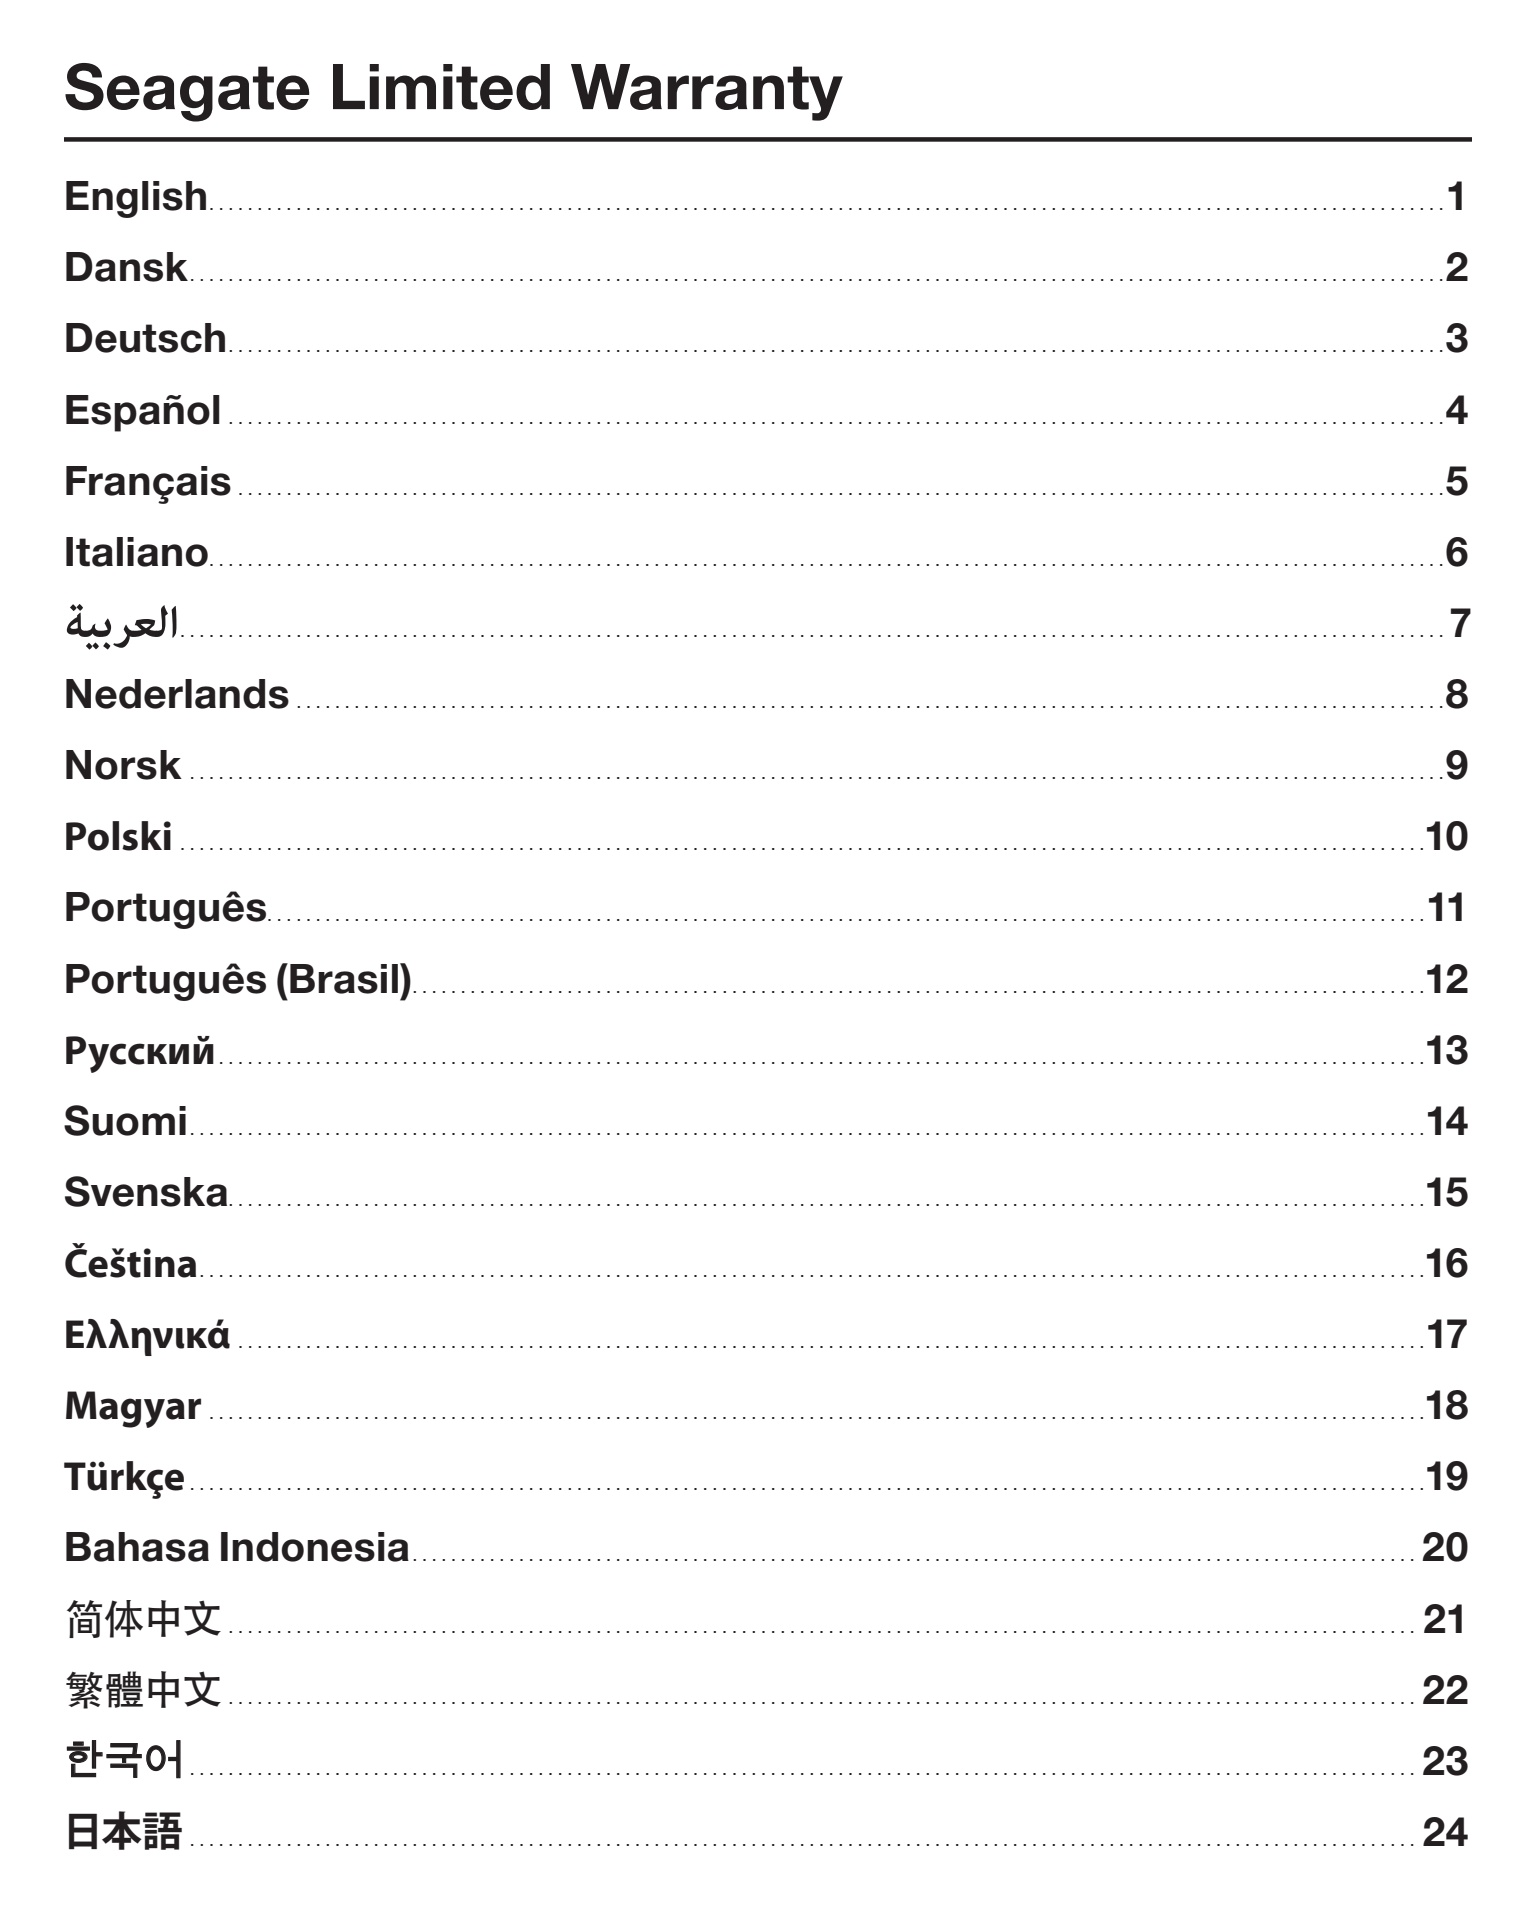 Seagate Limited Warranty
English 1
Dansk 2
Deutsch 3
Español 4
Français 5
Italiano 6
العربية 7
Nederlands 8
Norsk 9
Polski 10
Português 11
Português (Brasil) 12
Русский 13
Suomi 14
Svenska 15
Čeština 16
Ελληνικά 17
Magyar 18
Türkçe 19
Bahasa Indonesia 20
简体中文 21
繁體中文 22
한국어 23
日本語 24